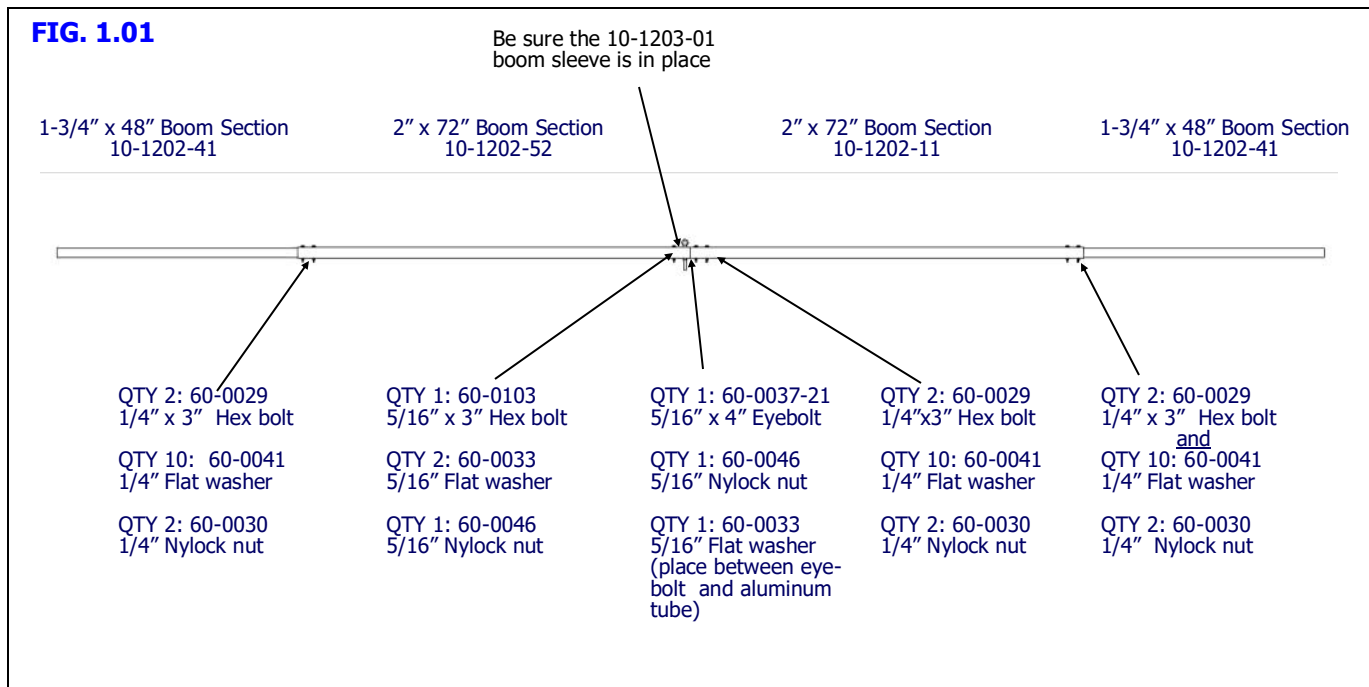 FIG. 1.01
Be sure the 10-1203-01
boom sleeve is in place
1-3/4” x 48” Boom Section
10-1202-41
2” x 72” Boom Section
10-1202-52
2” x 72” Boom Section
10-1202-11
1-3/4” x 48” Boom Section
10-1202-41
QTY 2: 60-0029
1/4” x 3”  Hex bolt
QTY 10:  60-0041
1/4” Flat washer
QTY 2: 60-0030
1/4” Nylock nut
QTY 1: 60-0103
5/16” x 3” Hex bolt
QTY 2: 60-0033
5/16” Flat washer
QTY 1: 60-0046
5/16” Nylock nut
QTY 1: 60-0037-21
5/16” x 4” Eyebolt
QTY 1: 60-0046
5/16” Nylock nut
QTY 1: 60-0033
5/16” Flat washer
(place between eye-
bolt  and aluminum
tube)
QTY 2: 60-0029
1/4”x3” Hex bolt
QTY 10: 60-0041
1/4” Flat washer
QTY 2: 60-0030
1/4” Nylock nut
QTY 2: 60-0029
1/4” x 3”  Hex bolt
and
QTY 10: 60-0041
1/4” Flat washer
QTY 2: 60-0030
1/4”  Nylock nut